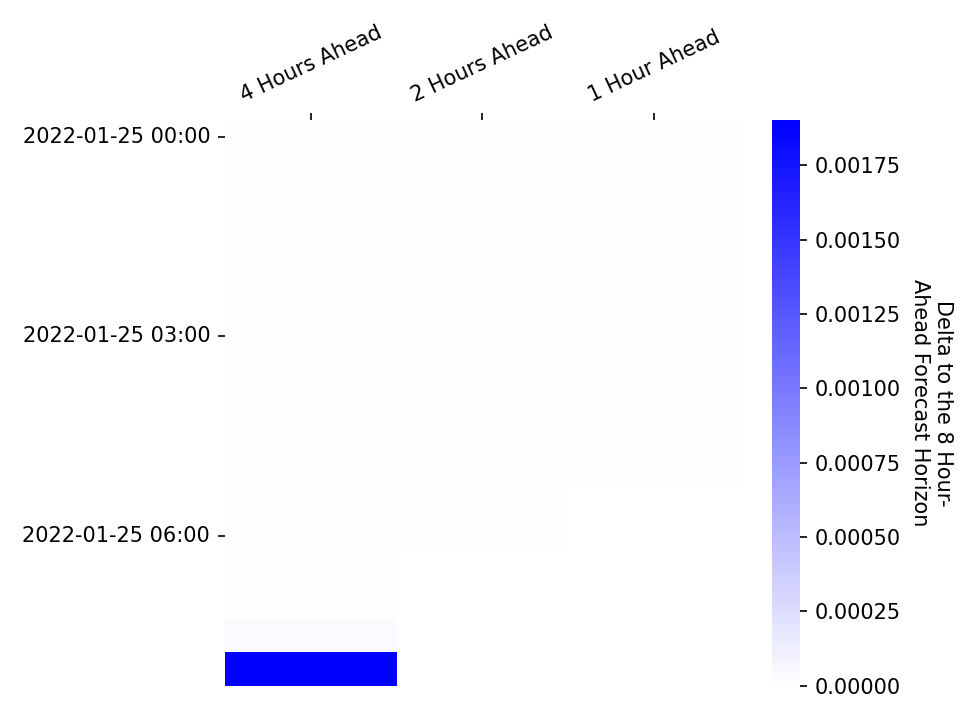 4 Hours Ahead
2 Hours Ahead
1 Hour Ahead
2022-01-25 00:00
2022-01-25 03:00
2022-01-25 06:00
0.00175
0.00150
0.00125
0.00100
0.00075
0.00050
0.00025
0.00000
Delta to the 8 Hour-
Ahead Forecast Horizon